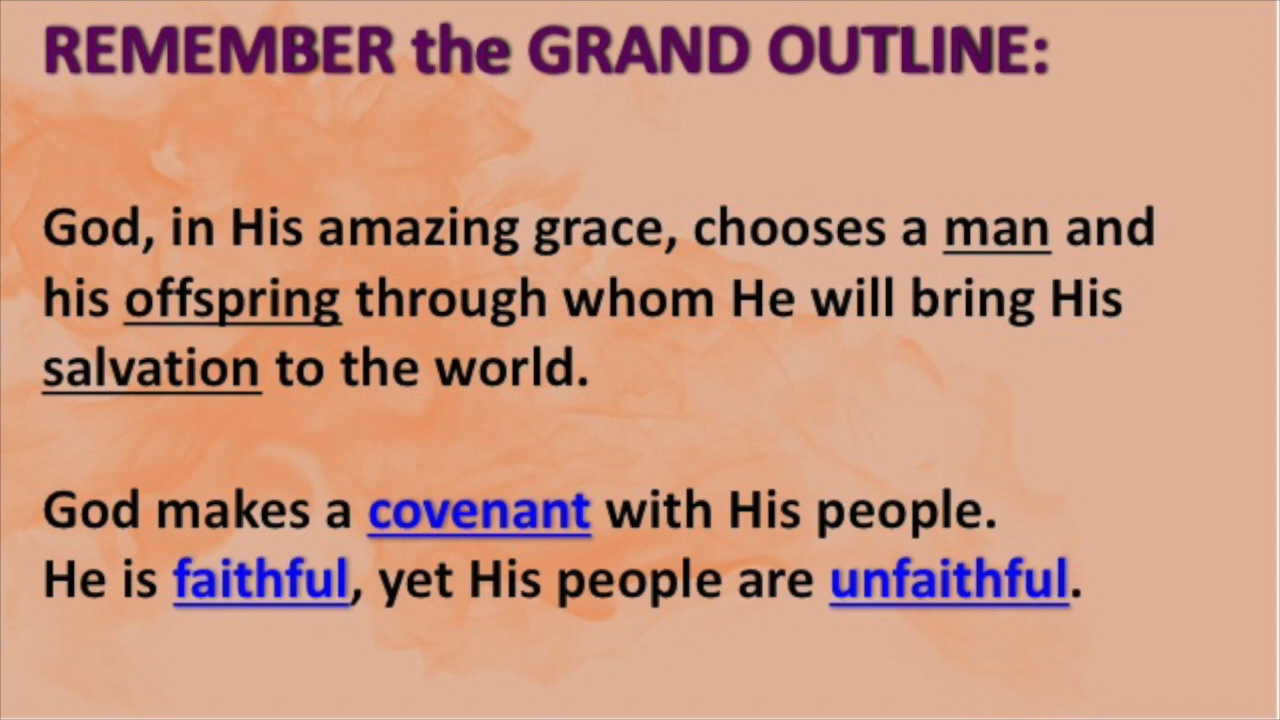 REMEMBER the GRAND OUTLINE:
God, in His amazing grace, chooses a man and
his offspring through whom He will bring His
salvation to the world.
God makes a covenant with His people.
He is faithful, yet His people are unfaithful.